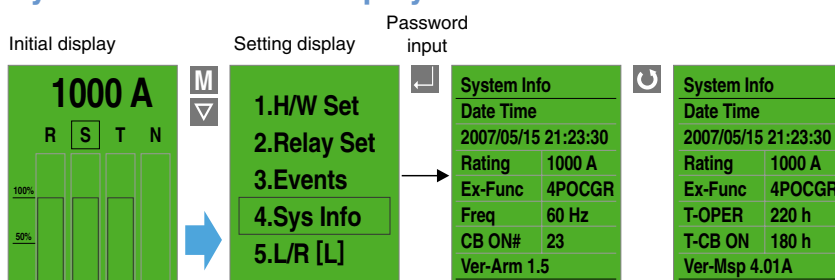 Password
Initial display
Setting display
input
1000 A
R S T N
100%
50%
M
1.H/W Set
2.Relay Set
3.Events
4.Sys Info
5.L/R [L]
System Info
Date Time
2007/05/15 21:23:30
Rating 1000 A
Ex-Func 4POCGR
Freq 60 Hz
CB ON# 23
Ver-Arm 1.5
System Info
Date Time
2007/05/15 21:23:30
Rating 1000 A
Ex-Func 4POCGR
T-OPER 220 h
T-CB ON 180 h
Ver-Msp 4.01A